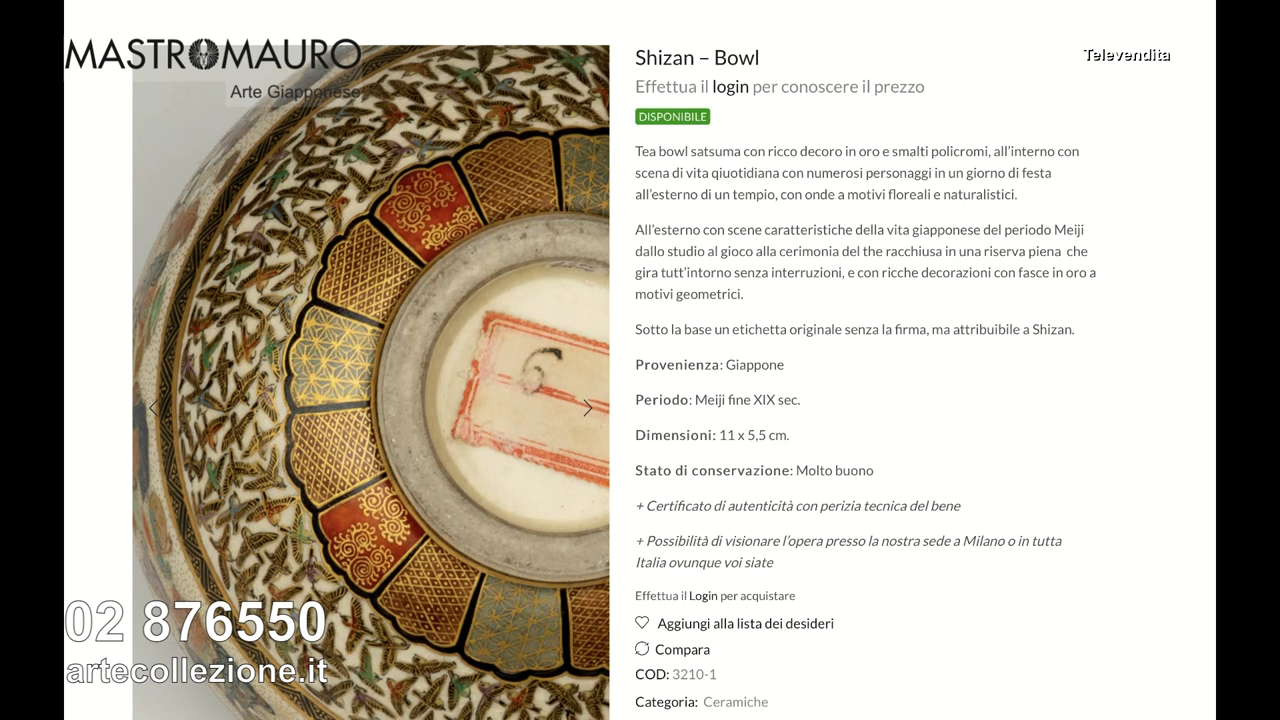 MASTROMAURO
Arte Giapponese
Televendita
Shizan – Bowl
Effettua il login per conoscere il prezzo
DISPONIBILE
Tea bowl satsuma con ricco decoro in oro e smalti policromi, all’interno con
scena di vita qiuotidiana con numerosi personaggi in un giorno di festa
all’esterno di un tempio, con onde a motivi floreali e naturalistici.
All’esterno con scene caratteristiche della vita giapponese del periodo Meiji
dallo studio al gioco alla cerimonia del the racchiusa in una riserva piena che
gira tutt’intorno senza interruzioni, e con ricche decorazioni con fasce in oro a
motivi geometrici.
Sotto la base un etichetta originale senza la firma, ma attribuibile a Shizan.
Provenienza: Giappone
Periodo: Meiji fine XIX sec.
Dimensioni: 11 x 5,5 cm.
Stato di conservazione: Molto buono
+ Certificato di autenticità con perizia tecnica del bene
+ Possibilità di visionare l’opera presso la nostra sede a Milano o in tutta
Italia ovunque voi siate
Effettua il Login per acquistare
Aggiungi alla lista dei desideri
Compara
COD: 3210-1
Categoria: Ceramiche
02 876550
artecollezione.it